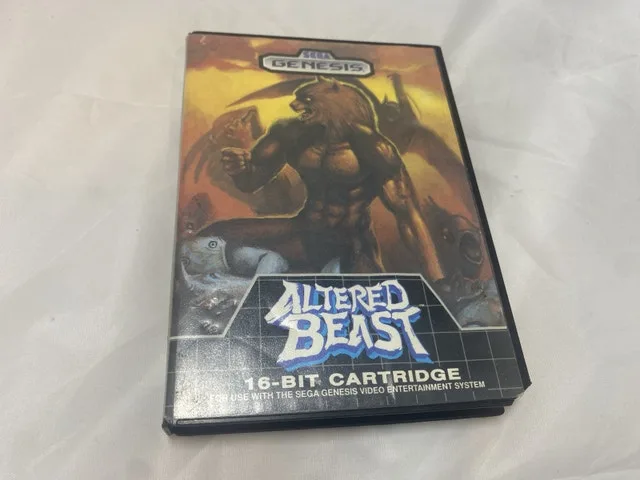 SEGA
GENESIS
ALTERED
BEAST
16-BIT CARTRIDGE
FOR USE WITH THE SEGA GENESIS VIDEO ENTERTAINMENT SYSTEM